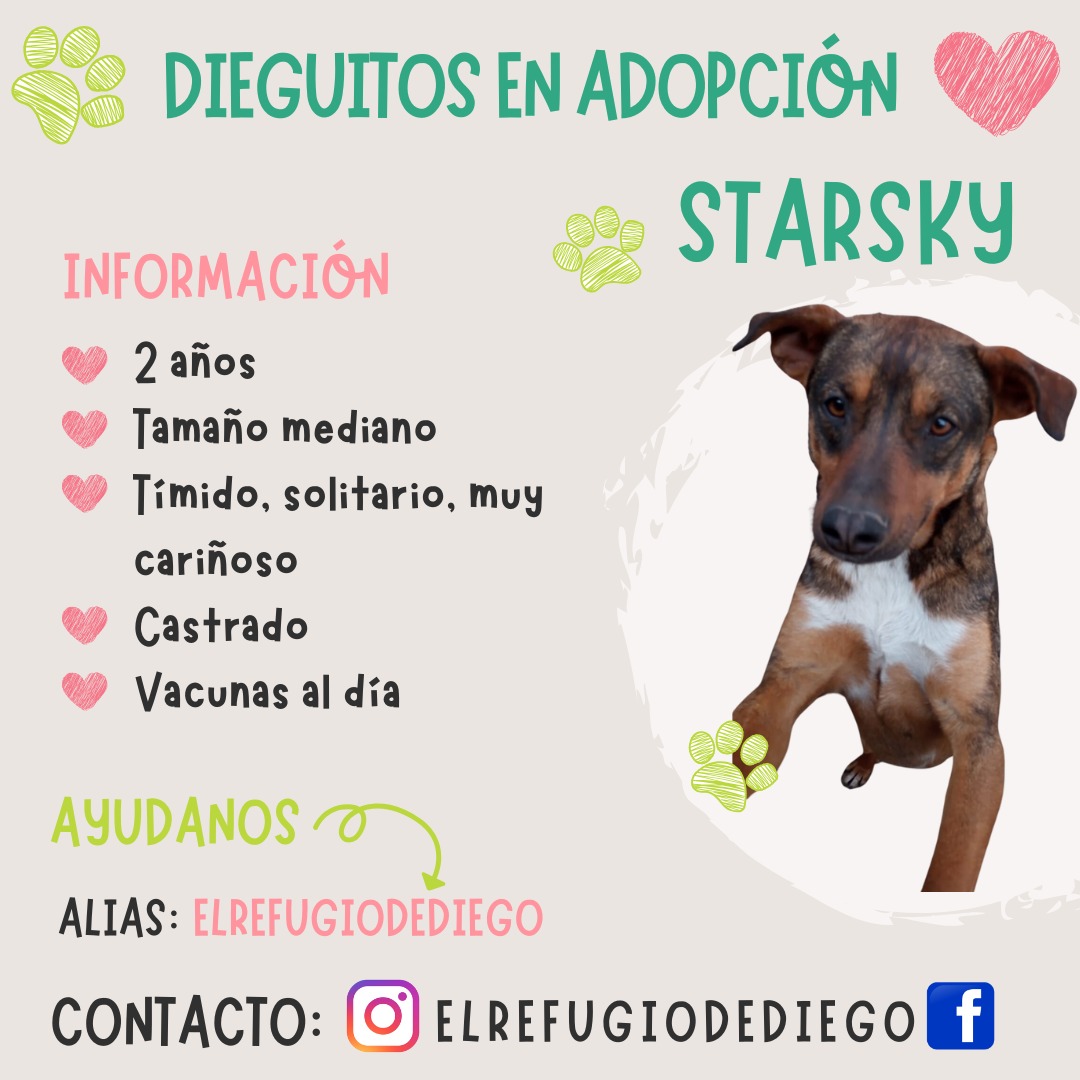 DIEGUITOS EN ADOPCIÓN
STARSKY
INFORMACIÓN
2 años
Tamaño mediano
Tímido, solitario, muy
cariñoso
Castrado
Vacunas al día
AYUDANOS
ALIAS: ELREFUGIODEDIEGO
CONTACTO: ELREFUGIODEDIEGO